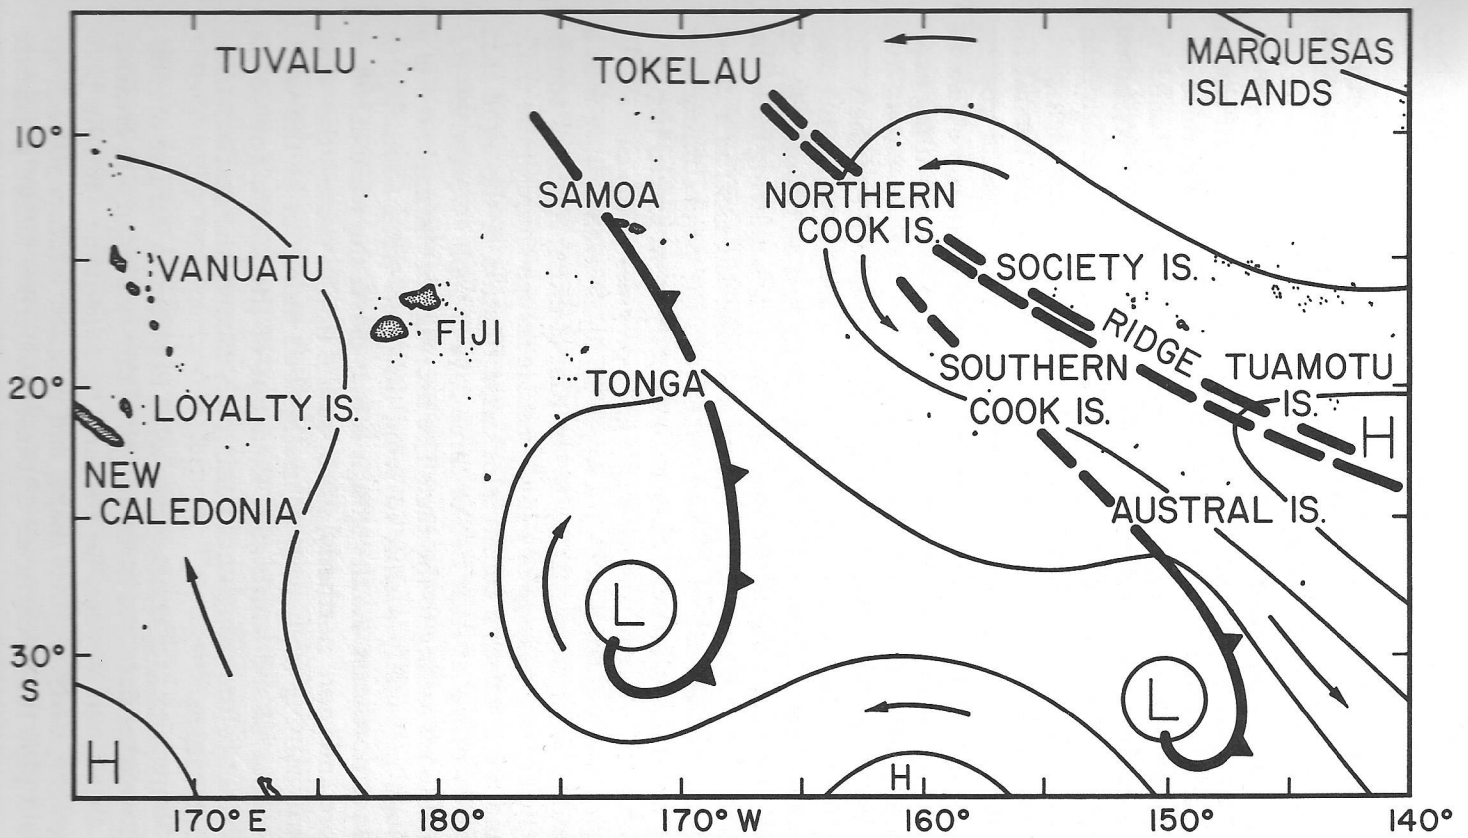 TUVALU
TOKELAU
MARQUESAS
ISLANDS
10°
SAMOA
NORTHERN
COOK IS.
VANUATU
SOCIETY IS.
FIJI
RIDGE
SOUTHERN
COOK IS.
TUAMOTU
IS.
20°
TONGA
LOYALTY IS.
H
NEW
CALEDONIA
AUSTRAL IS.
L
30°
S
L
H
H
170° E
180°
170° W
160°
150°
140°